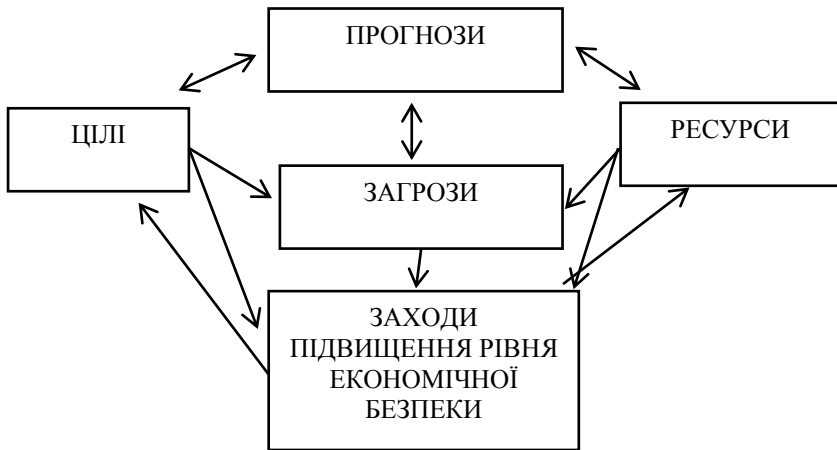 ПРОГНОЗИ
ЦІЛІ
РЕСУРСИ
ЗАГРОЗИ
ЗАХОДИ
ПІДВИЩЕННЯ РІВНЯ
ЕКОНОМІЧНОЇ
БЕЗПЕКИ